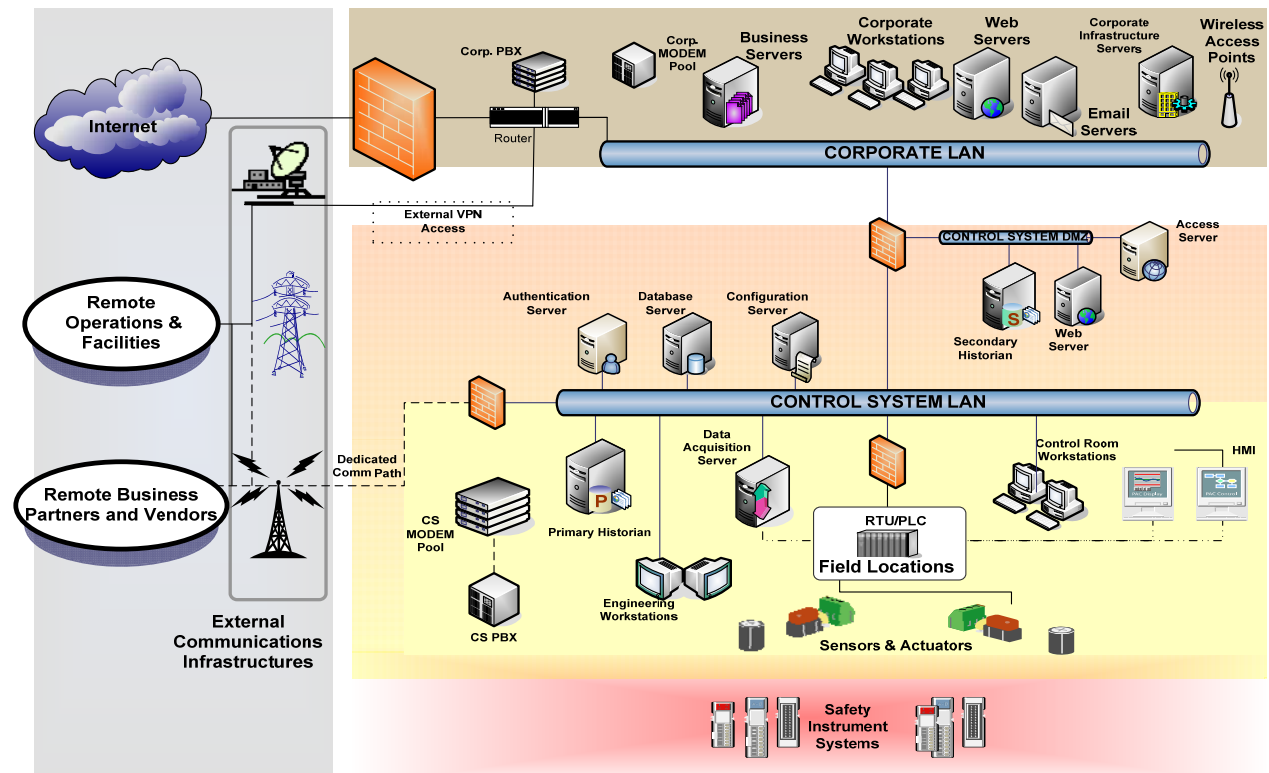 Internet
Corp. PBX
Router
Corp.
MODEM
Pool
Business
Servers
Corporate
Workstations
Web
Servers
Email
Servers
Corporate
Infrastructure
Servers
Wireless
Access
Points
CORPORATE LAN
External VPN
Access
CONTROL SYSTEM DMZ
Access
Server
Secondary
Historian
S
Web
Server
Remote
Operations &
Facilities
Authentication
Server
Database
Server
Configuration
Server
CONTROL SYSTEM LAN
Dedicated
Comm Path
Remote Business
Partners and Vendors
External
Communications
Infrastructures
CS
MODEM
Pool
CS PBX
P
Primary Historian
Engineering
Workstations
Data
Acquisition
Server
RTU/PLC
Field Locations
Control Room
Workstations
HMI
PAC Display
PAC Control
Sensors & Actuators
Safety
Instrument
Systems